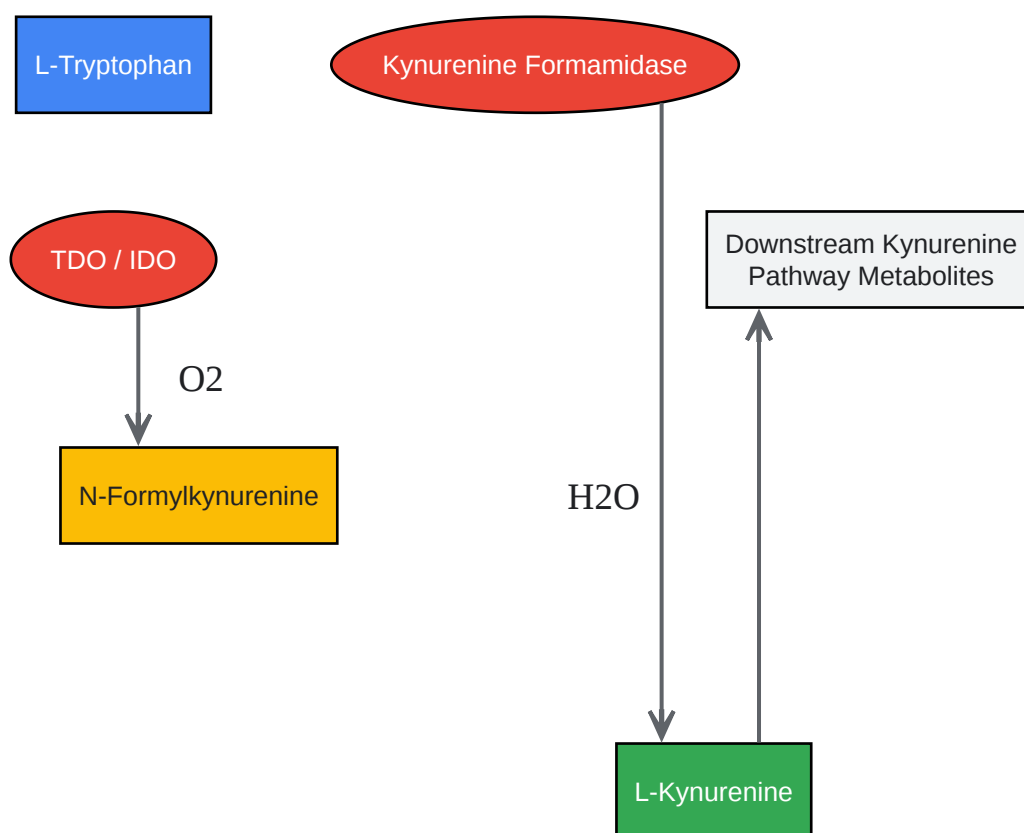 L-Tryptophan
Kynurenine Formamidase
TDO / IDO
Downstream Kynurenine
Pathway Metabolites
O2
N-Formylkynurenine
H2O
L-Kynurenine